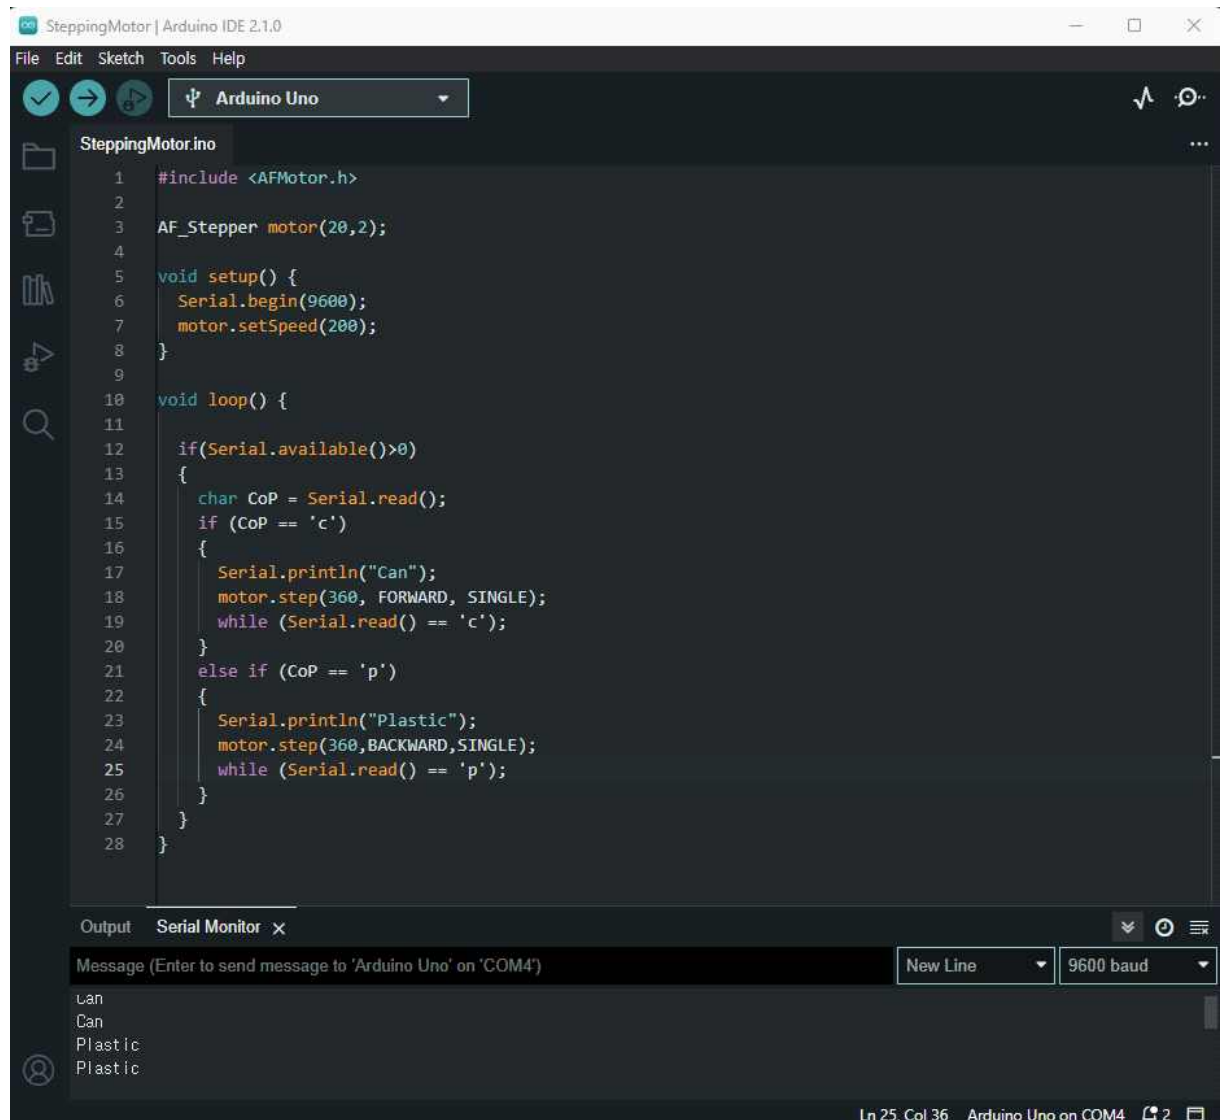 SteppingMotor | Arduino IDE 2.1.0
File Edit Sketch Tools Help
Arduino Uno
SteppingMotor.ino
1 #include <AFMotor.h>
2
3 AF_Stepper motor(20,2);
4
5 void setup() {
6 Serial.begin(9600);
7 motor.setSpeed(200);
8 }
9
10 void loop() {
11
12 if(Serial.available()>0)
13 {
14 char CoP = Serial.read();
15 if (CoP == 'c')
16 {
17 Serial.println("Can");
18 motor.step(360, FORWARD, SINGLE);
19 while (Serial.read() == 'c');
20 }
21 else if (CoP == 'p')
22 {
23 Serial.println("Plastic");
24 motor.step(360,BACKWARD,SINGLE);
25 while (Serial.read() == 'p');
26 }
27 }
28 }
Output Serial Monitor
Message (Enter to send message to 'Arduino Uno' on 'COM4') New Line 9600 baud
Can
Can
Plastic
Plastic
Ln 25, Col 36 Arduino Uno on COM4 2